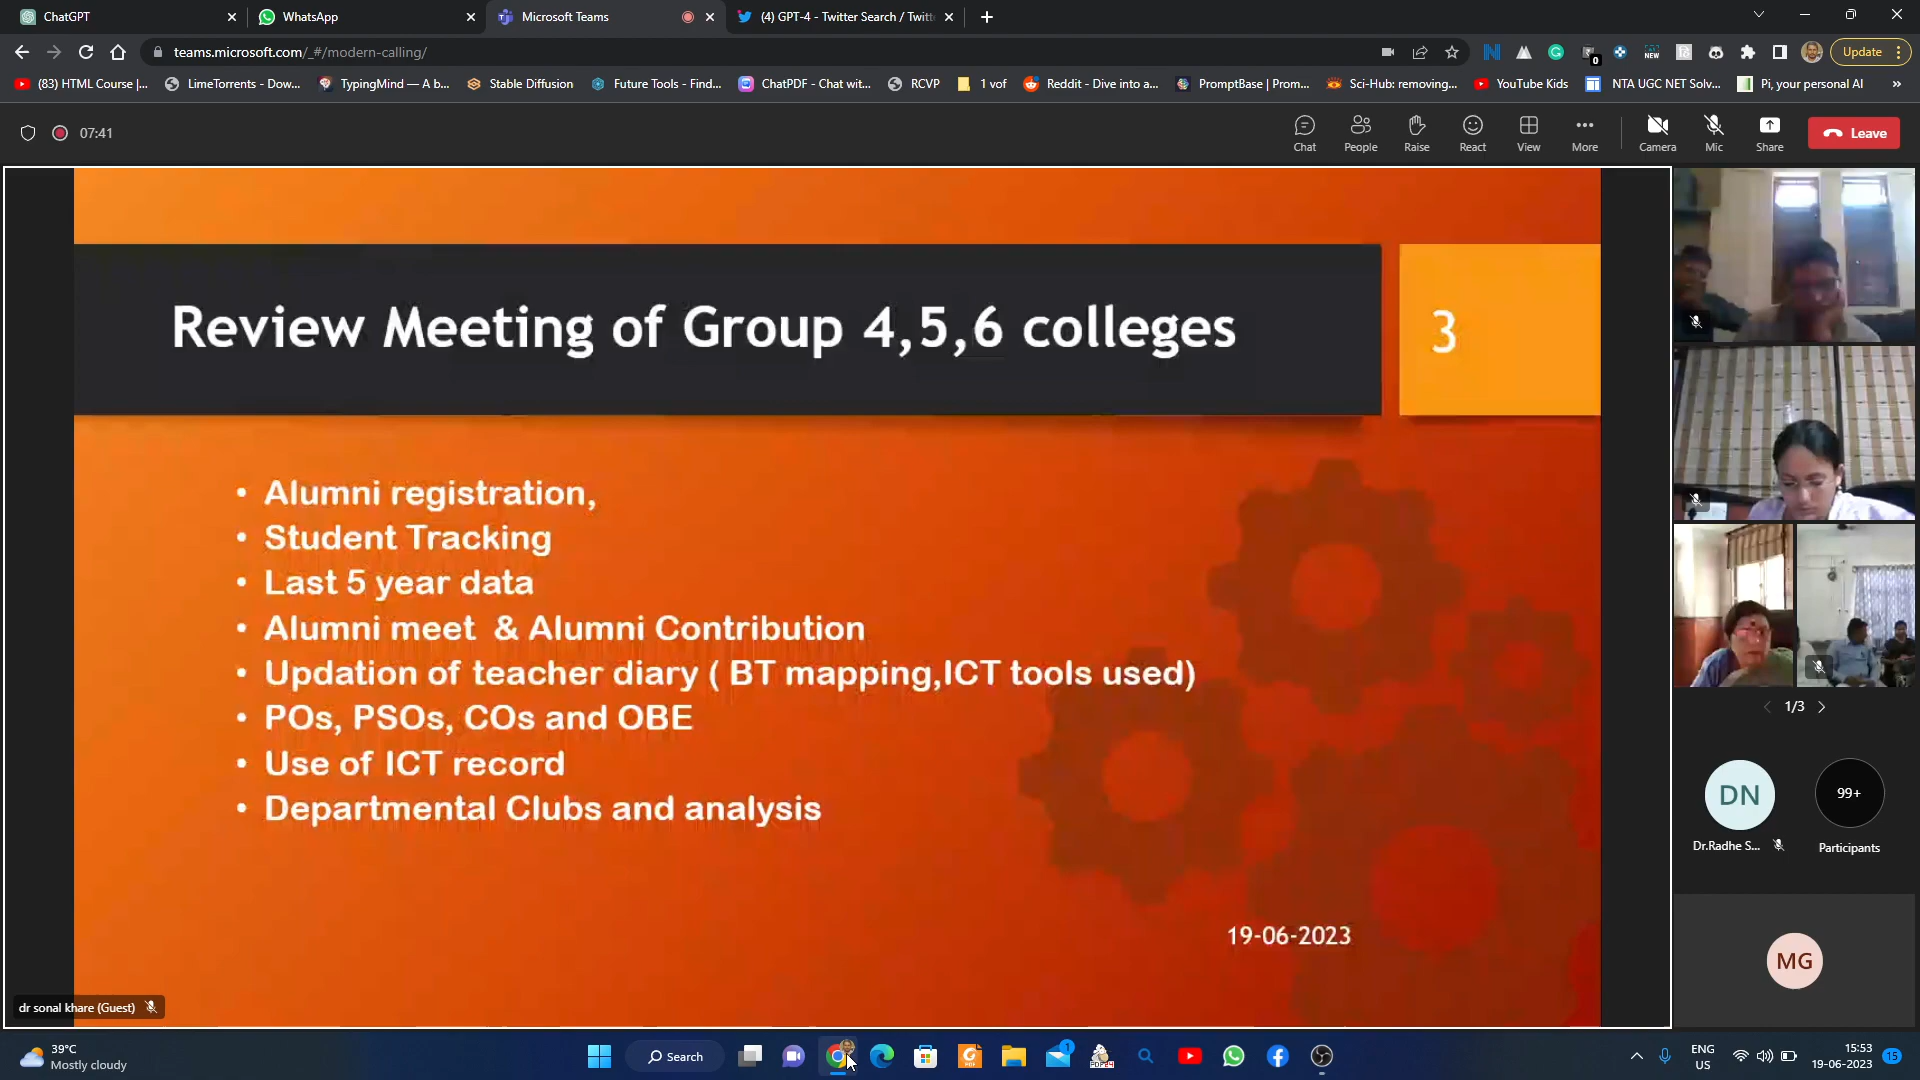 ChatGPT
WhatsApp
Microsoft Teams
(4) GPT-4 - Twitter Search / Twitt
teams.microsoft.com/_#/modern-calling/
0
NEW
Update
(83) HTML Course |...
LimeTorrents - Dow...
TypingMind — A b...
Stable Diffusion
Future Tools - Find...
ChatPDF - Chat wit...
RCVP
1 vof
Reddit - Dive into a...
PromptBase | Prom...
Sci-Hub: removing...
YouTube Kids
NTA UGC NET Solv...
Pi, your personal AI
»
07:41
Chat
People
Raise
React
View
More
Camera
Mic
Share
Leave
Review Meeting of Group 4,5,6 colleges
3
• Alumni registration,
• Student Tracking
• Last 5 year data
• Alumni meet & Alumni Contribution
• Updation of teacher diary ( BT mapping,ICT tools used)
• POs, PSOs, COs and OBE
• Use of ICT record
• Departmental Clubs and analysis
19-06-2023
dr sonal khare (Guest)
1/3
DN
99+
Dr.Radhe S...
Participants
MG
39°C
Mostly cloudy
Search
1
ENG
US
15:53
19-06-2023
15